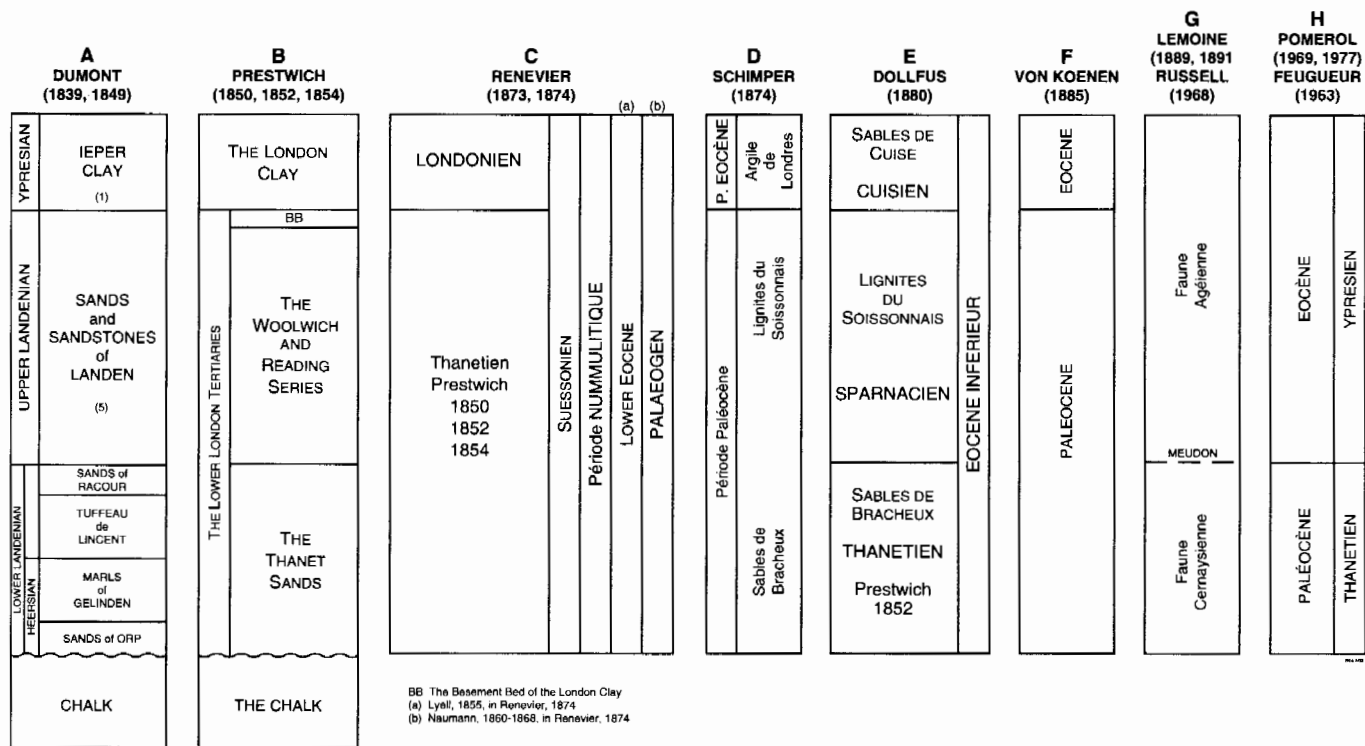 A
DUMONT
(1839, 1849)
YPRESIAN
IEPER
CLAY
(1)
UPPER LANDENIAN
SANDS
and
SANDSTONES
of
LANDEN
(5)
LOWER LANDENIAN
HEERSIAN
SANDS of
RACOUR
TUFFEAU
de
LINCENT
MARLS
of
GELINDEN
SANDS of ORP
CHALK
B
PRESTWICH
(1850, 1852, 1854)
THE LONDON
CLAY
THE LOWER LONDON TERTIARIES
BB
THE
WOOLWICH
AND
READING
SERIES
THE
THANET
SANDS
THE CHALK
C
RENEVIER
(1873, 1874)
(a)
(b)
LONDONIEN
Thanetien
Prestwich
1850
1852
1854
SUESSONIEN
Période NUMMULITIQUE
LOWER EOCENE
PALAEOGEN
BB The Besement Bed of the London Clay
(a) Lyell, 1855, in Renevier, 1874
(b) Naumann, 1860-1868, in Renevier, 1874
D
SCHIMPER
(1874)
P. EOCÈNE
Argile
de
Londres
Période Paléocène
Lignites du
Soissonnais
Sables de
Bracheux
E
DOLLFUS
(1880)
SABLES DE
CUISE
CUISIEN
LIGNITES
DU
SOISSONNAIS
SPARNACIEN
SABLES DE
BRACHEUX
THANETIEN
Prestwich
1852
EOCENE INFERIEUR
F
VON KOENEN
(1885)
EOCENE
PALEOCENE
G
LEMOINE
(1889, 1891
RUSSELL
(1968)
Faune
Agéienne
MEUDON
Faune
Cernaysienne
H
POMEROL
(1969, 1977)
FEUGUEUR
(1963)
EOCÈNE
YPRESIEN
PALÉOCÈNE
THANETIEN